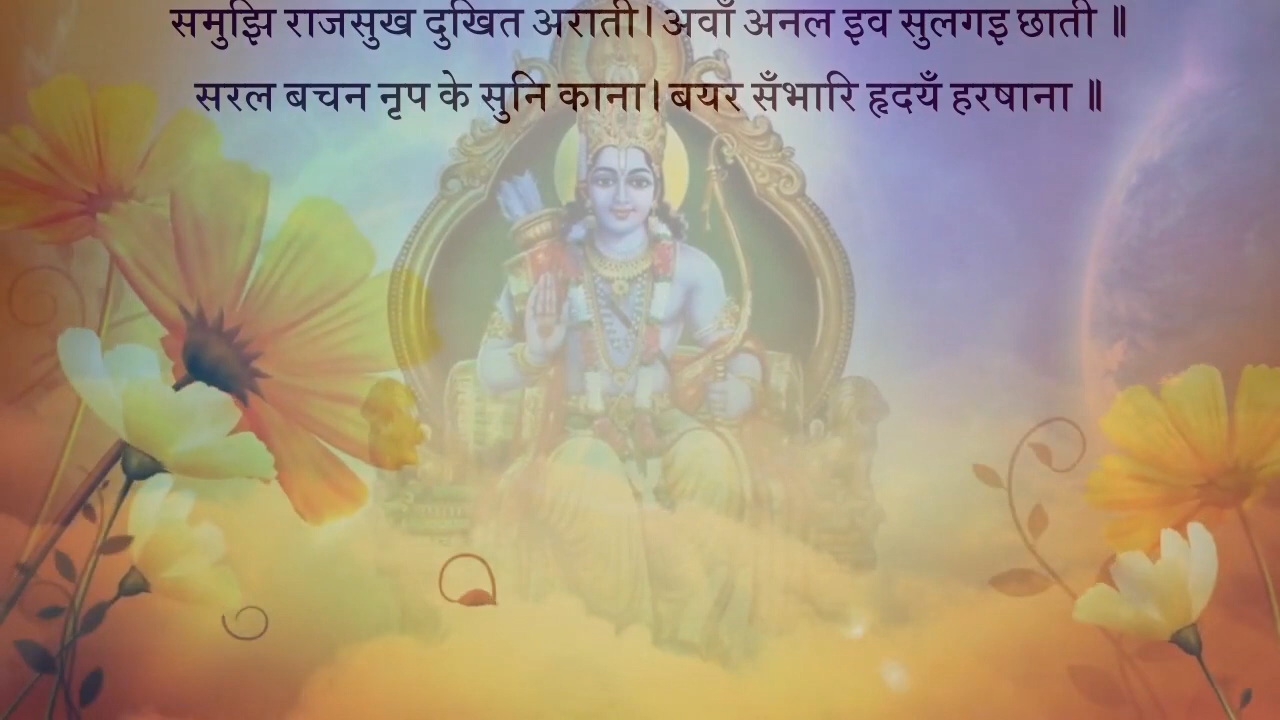 समुझि राजसुख दुखित अराती। अवाँ अनल इव सुलगइ छाती ॥
सरल बचन नृप के सुनि काना। बयर सँभारि हृदयँ हरषाना ॥